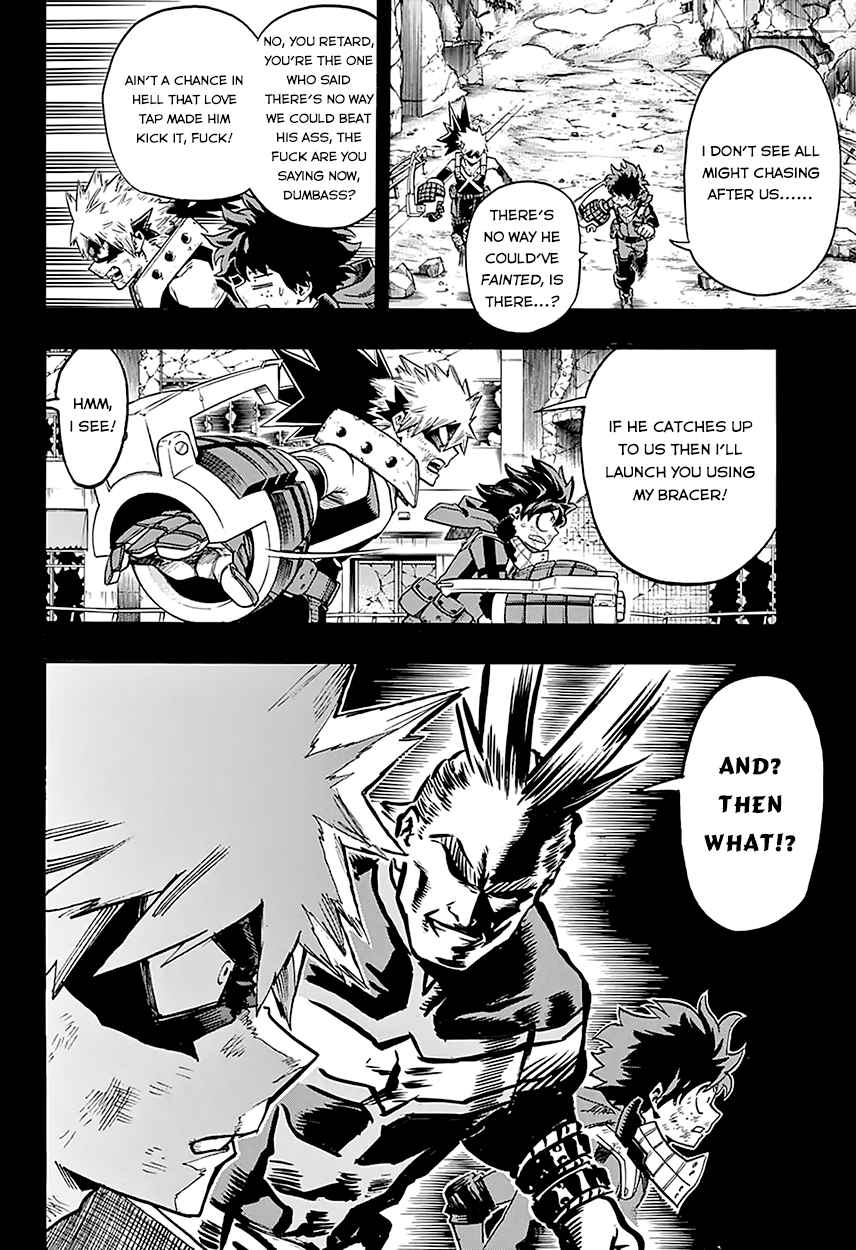 I DON'T SEE ALL
MIGHT CHASING
AFTER US......
THERE'S
NO WAY HE
COULD'VE
FAINTED, IS
THERE...?
NO, YOU RETARD,
YOU'RE THE ONE
WHO SAID
THERE'S NO WAY
WE COULD BEAT
HIS ASS, THE
FUCK ARE YOU
SAYING NOW,
DUMBASS?
AIN'T A CHANCE IN
HELL THAT LOVE
TAP MADE HIM
KICK IT, FUCK!
IF HE CATCHES UP
TO US THEN I'LL
LAUNCH YOU USING
MY BRACER!
HMM,
I SEE!
AND?
THEN
WHAT!?